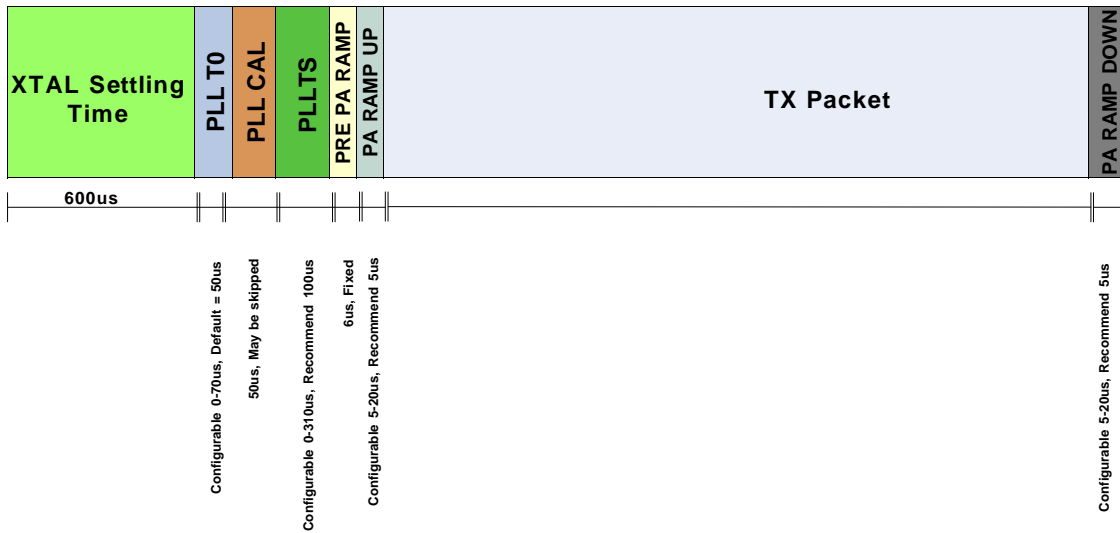 XTAL Settling
Time
PLL T0
PLL CAL
PLLTS
PRE PA RAMP
PA RAMP UP
TX Packet
PA RAMP DOWN
600us
Configurable 0-70us, Default = 50us
50us, May be skipped
Configurable 0-310us, Recommend 100us
6us, Fixed
Configurable 5-20us, Recommend 5us
Configurable 5-20us, Recommend 5us